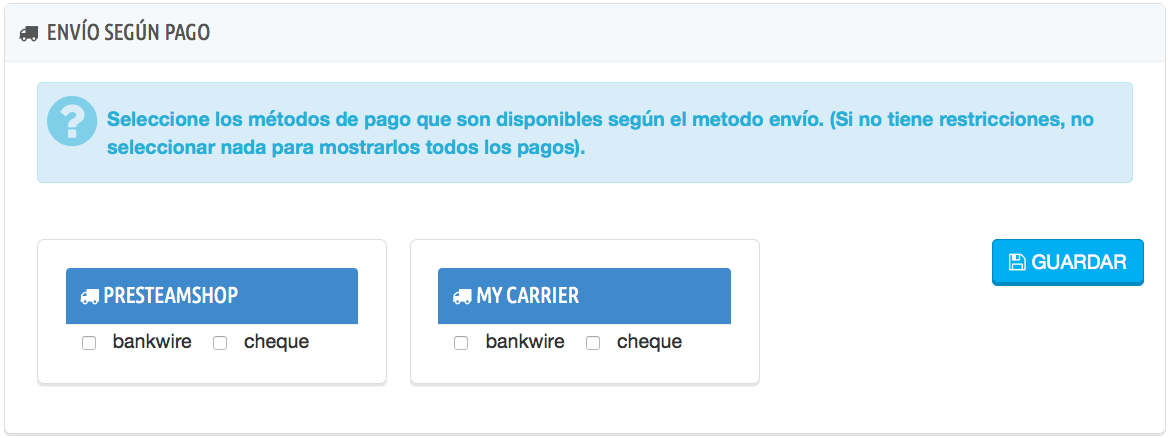 ENVÍO SEGÚN PAGO
Seleccione los métodos de pago que son disponibles según el metodo envío. (Si no tiene restricciones, no
seleccionar nada para mostrarlos todos los pagos).
GUARDAR
PRESTEAMSHOP
bankwire cheque
MY CARRIER
bankwire cheque